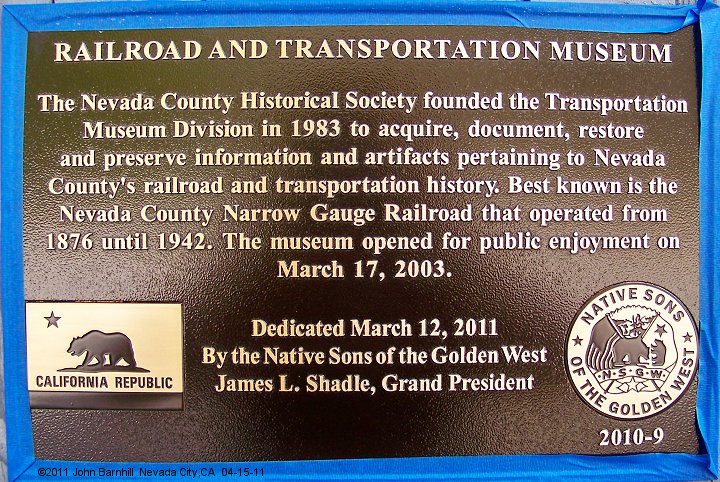 RAILROAD AND TRANSPORTATION MUSEUM
The Nevada County Historical Society founded the Transportation
Museum Division in 1983 to acquire, document, restore
and preserve information and artifacts pertaining to Nevada
County's railroad and transportation history. Best known is the
Nevada County Narrow Gauge Railroad that operated from
1876 until 1942. The museum opened for public enjoyment on
March 17, 2003.
Dedicated March 12, 2011
By the Native Sons of the Golden West
James L. Shadle, Grand President
CALIFORNIA REPUBLIC
NATIVE SONS
OF THE GOLDEN WEST
N.S.G.W.
2010-9
©2011 John Barnhill Nevada City,CA 04-15-11